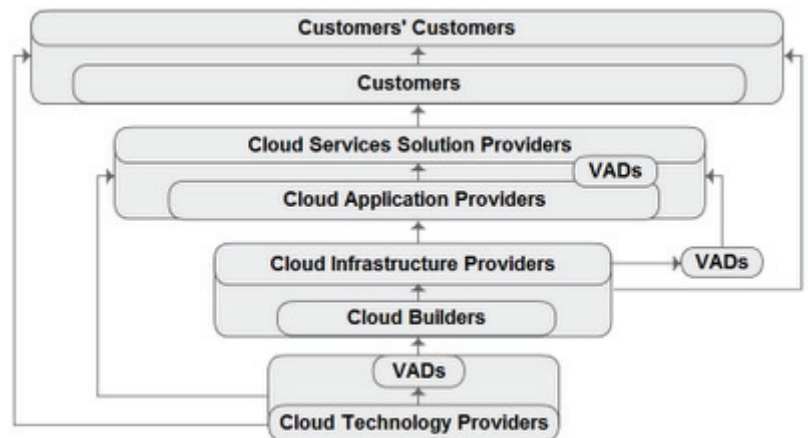 Customers' Customers
Customers
Cloud Services Solution Providers
VADs
Cloud Application Providers
Cloud Infrastructure Providers
VADs
Cloud Builders
VADs
Cloud Technology Providers